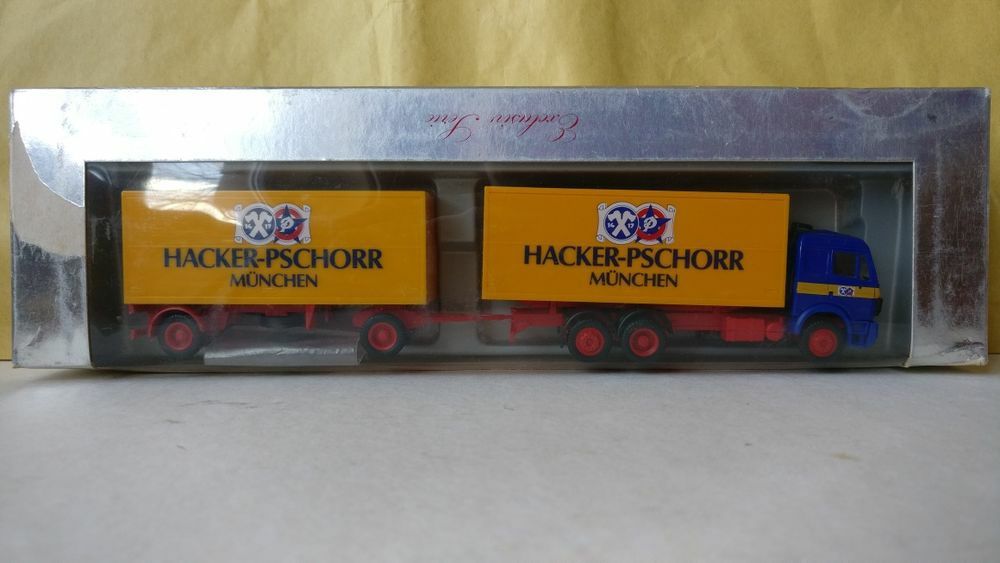 Exclusiv Serie
HACKER-PSCHORR
MÜNCHEN
HACKER-PSCHORR
MÜNCHEN